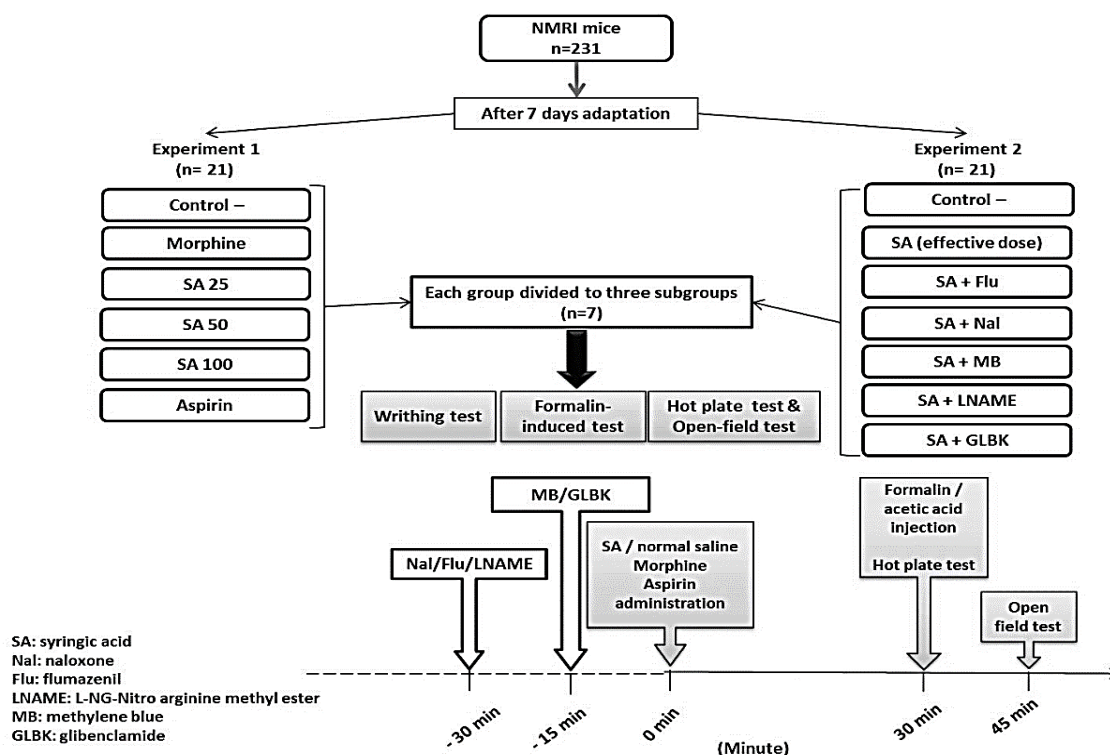 NMRI mice
n=231
After 7 days adaptation
Experiment 1
(n= 21)
Control –
Morphine
SA 25
SA 50
SA 100
Aspirin
Experiment 2
(n= 21)
Control –
SA (effective dose)
SA + Flu
SA + Nal
SA + MB
SA + LNAME
SA + GLBK
Each group divided to three subgroups
(n=7)
Writhing test
Formalin-
induced test
Hot plate test &
Open-field test
Nal/Flu/LNAME
MB/GLBK
SA / normal saline
Morphine
Aspirin
administration
Formalin /
acetic acid
injection
Hot plate test
Open
field test
SA: syringic acid
Nal: naloxone
Flu: flumazenil
LNAME: L-NG-Nitro arginine methyl ester
MB: methylene blue
GLBK: glibenclamide
- 30 min
- 15 min
0 min
30 min
45 min
(Minute)